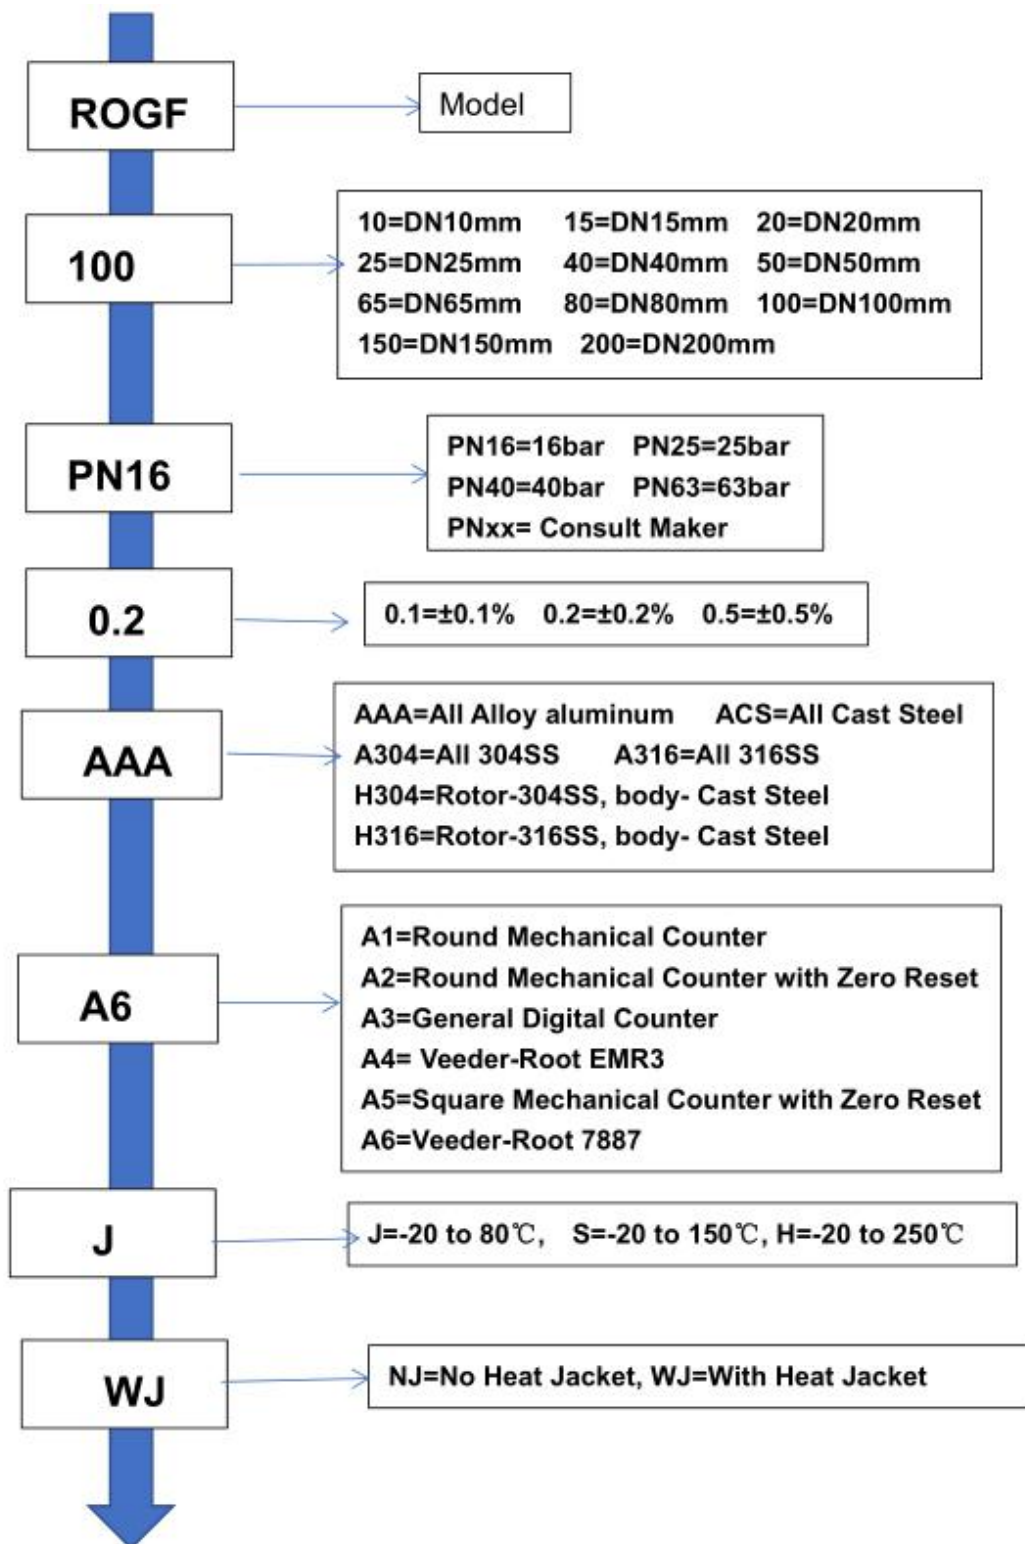 ROGF
Model
100
10=DN10mm 15=DN15mm 20=DN20mm
25=DN25mm 40=DN40mm 50=DN50mm
65=DN65mm 80=DN80mm 100=DN100mm
150=DN150mm 200=DN200mm
PN16
PN16=16bar PN25=25bar
PN40=40bar PN63=63bar
PNxx= Consult Maker
0.2
0.1=±0.1% 0.2=±0.2% 0.5=±0.5%
AAA
AAA=All Alloy aluminum ACS=All Cast Steel
A304=All 304SS A316=All 316SS
H304=Rotor-304SS, body- Cast Steel
H316=Rotor-316SS, body- Cast Steel
A6
A1=Round Mechanical Counter
A2=Round Mechanical Counter with Zero Reset
A3=General Digital Counter
A4= Veeder-Root EMR3
A5=Square Mechanical Counter with Zero Reset
A6=Veeder-Root 7887
J
J=-20 to 80℃, S=-20 to 150℃, H=-20 to 250℃
WJ
NJ=No Heat Jacket, WJ=With Heat Jacket